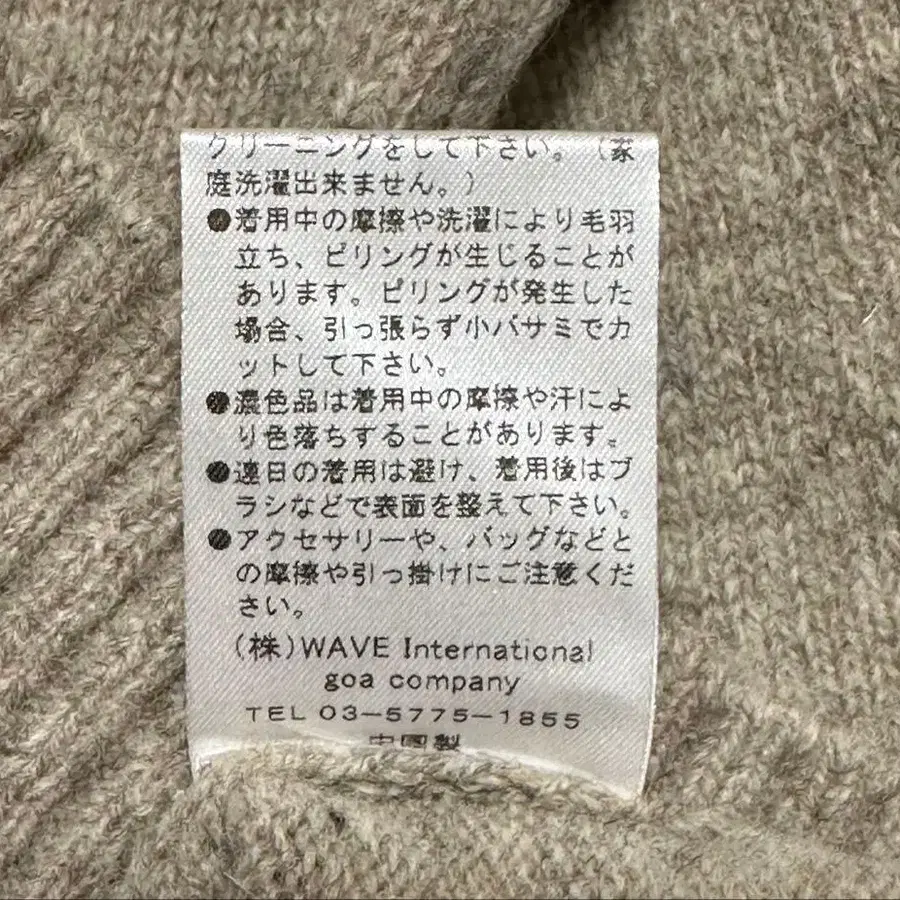 クリーニングをして下さい。（家
庭洗濯出来ません。）
●着用中の摩擦や洗濯により毛羽
立ち、ピリングが生じることが
あります。ピリングが発生した
場合、引っ張らず小バサミでカ
ットして下さい。
●濃色品は着用中の摩擦や汗によ
り色落ちすることがあります。
●連日の着用は避け、着用後はブ
ラシなどで表面を整えて下さい。
●アクセサリーや、バッグなどと
の摩擦や引っ掛けにご注意くだ
さい。
(株)WAVE International
goa company
TEL 03-5775-1855
中国製